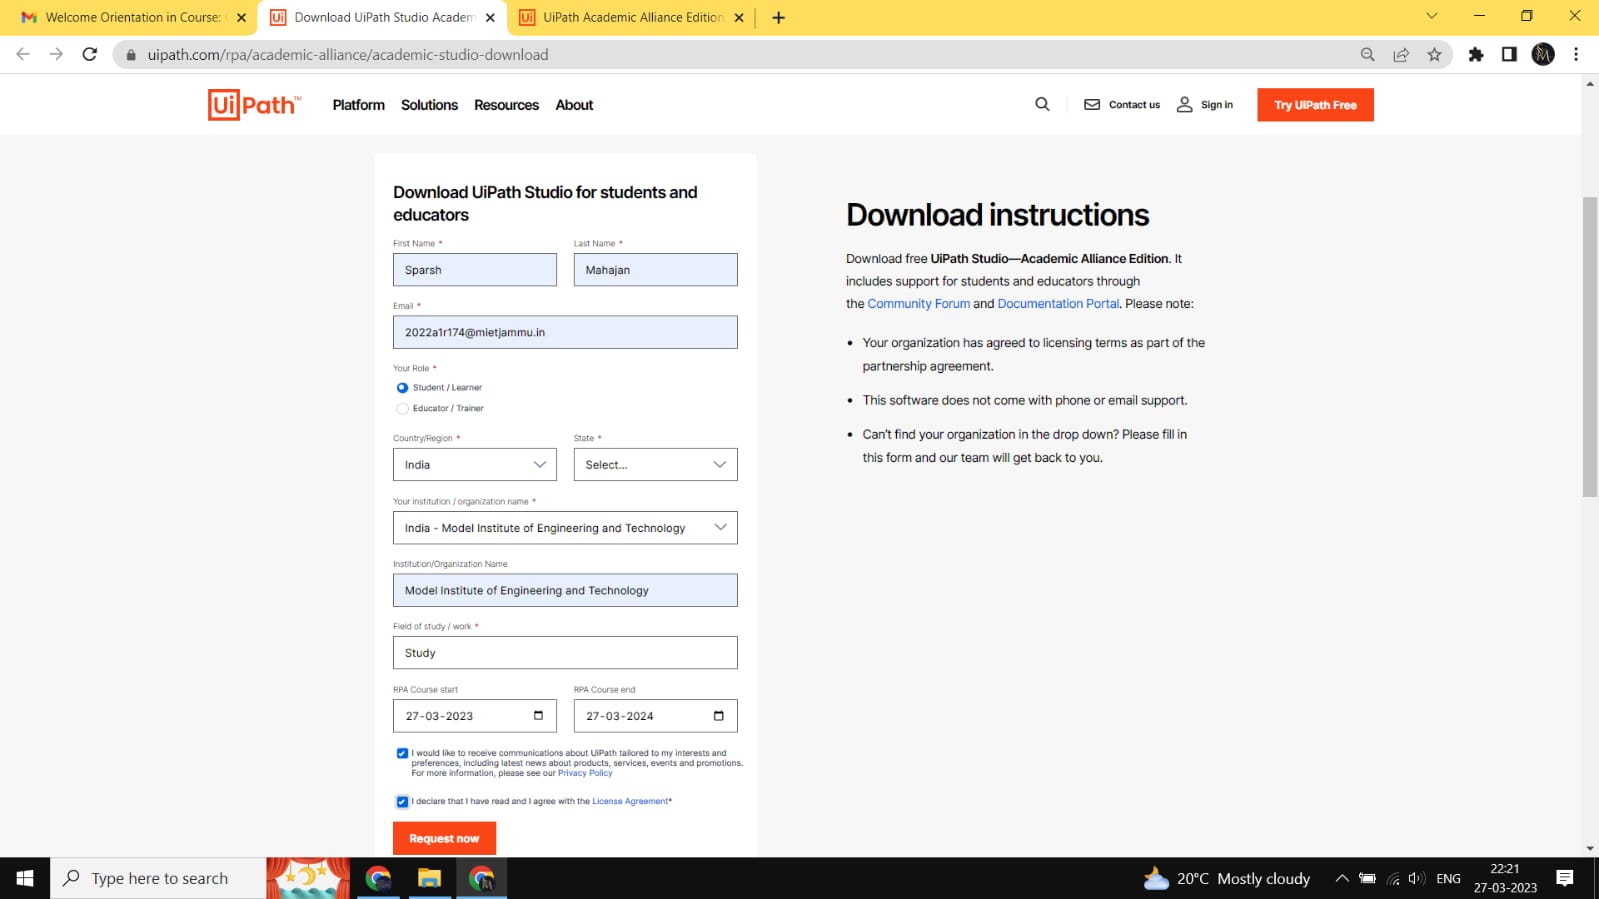 Welcome Orientation in Course:
Download UiPath Studio Academ
UiPath Academic Alliance Edition
uipath.com/rpa/academic-alliance/academic-studio-download
UiPath™
Platform
Solutions
Resources
About
Contact us
Sign in
Try UiPath Free
Download UiPath Studio for students and
educators
First Name *
Last Name *
Sparsh
Mahajan
Email *
2022a1r174@mietjammu.in
Your Role *
Student / Learner
Educator / Trainer
Country/Region *
State *
India
Select...
Your institution / organization name *
India - Model Institute of Engineering and Technology
Institution/Organization Name
Model Institute of Engineering and Technology
Field of study / work *
Study
RPA Course start
RPA Course end
27-03-2023
27-03-2024
I would like to receive communications about UiPath tailored to my interests and
preferences, including latest news about products, services, events and promotions.
For more information, please see our Privacy Policy
I declare that I have read and I agree with the License Agreement*
Request now
Download instructions
Download free UiPath Studio—Academic Alliance Edition. It
includes support for students and educators through
the Community Forum and Documentation Portal. Please note:
• Your organization has agreed to licensing terms as part of the
partnership agreement.
• This software does not come with phone or email support.
• Can't find your organization in the drop down? Please fill in
this form and our team will get back to you.
Type here to search
20°C Mostly cloudy
ENG
22:21
27-03-2023